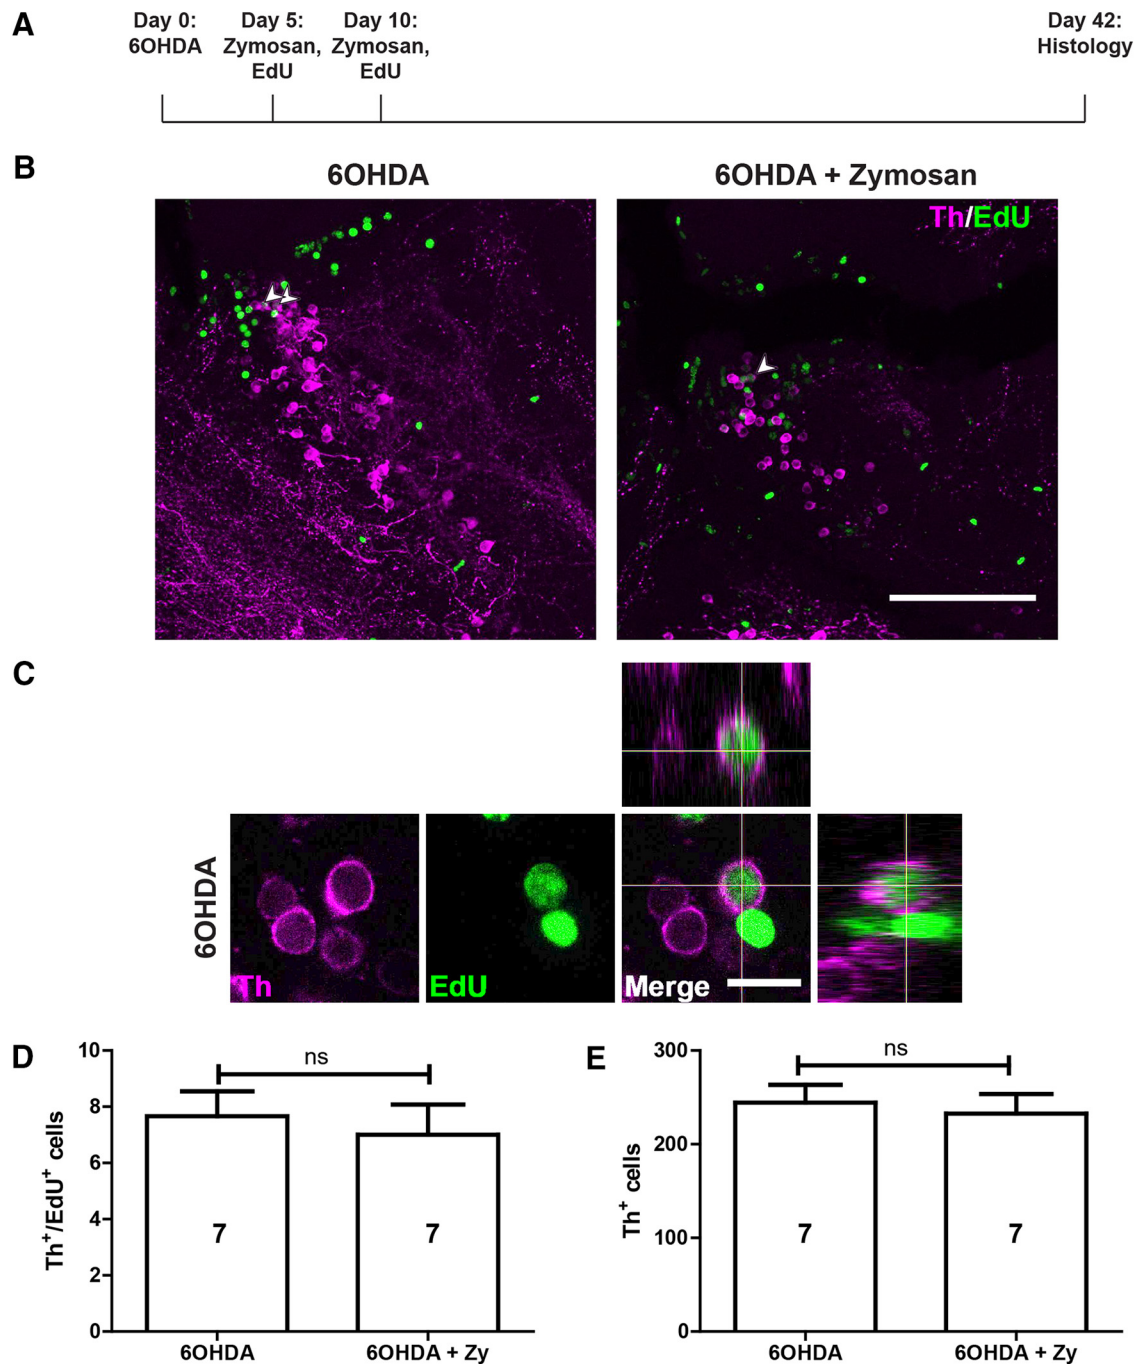 A
Day 0:
6OHDA
Day 5:
Zymosan,
EdU
Day 10:
Zymosan,
EdU
Day 42:
Histology
B
6OHDA
6OHDA + Zymosan
Th/EdU
C
6OHDA
Th
EdU
Merge
D
10
8
6
4
2
0
Th⁺/EdU⁺ cells
ns
7
7
6OHDA
6OHDA + Zy
E
300
200
100
0
Th⁺ cells
ns
7
7
6OHDA
6OHDA + Zy